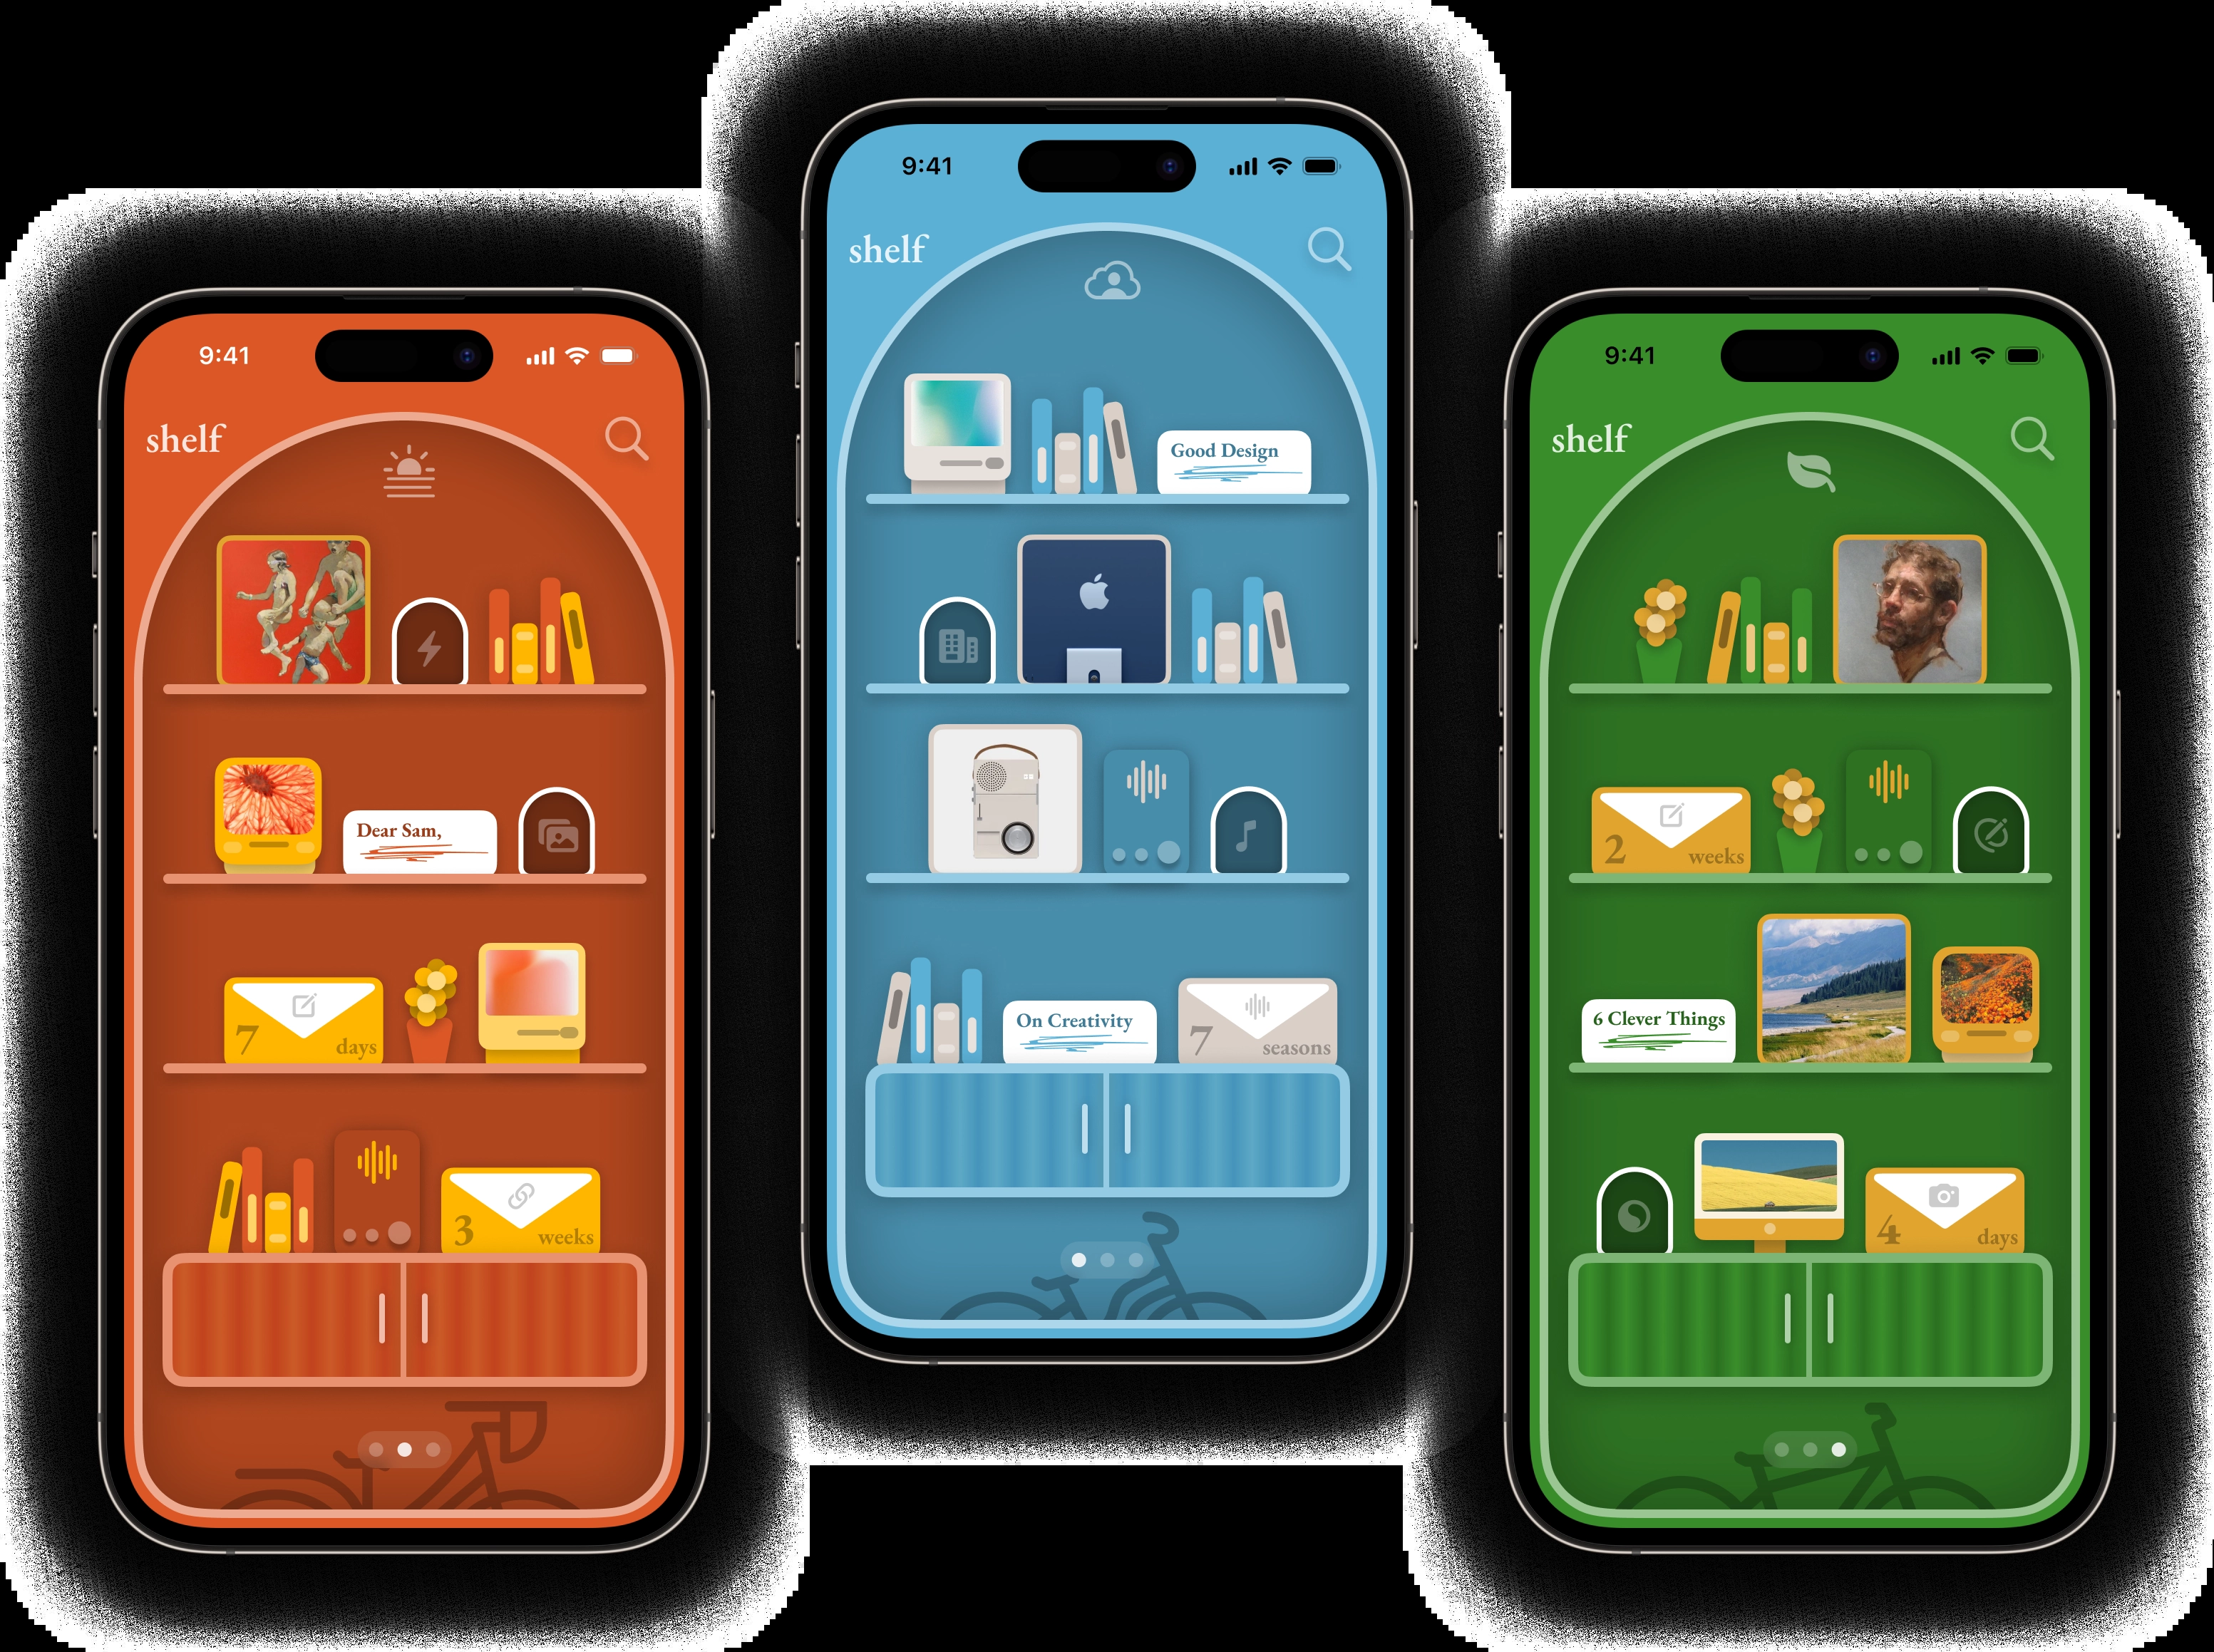 9:41
shelf
Dear Sam,
7
days
3
weeks
9:41
shelf
Good Design
On Creativity
7
seasons
9:41
shelf
2
weeks
6 Clever Things
4
days